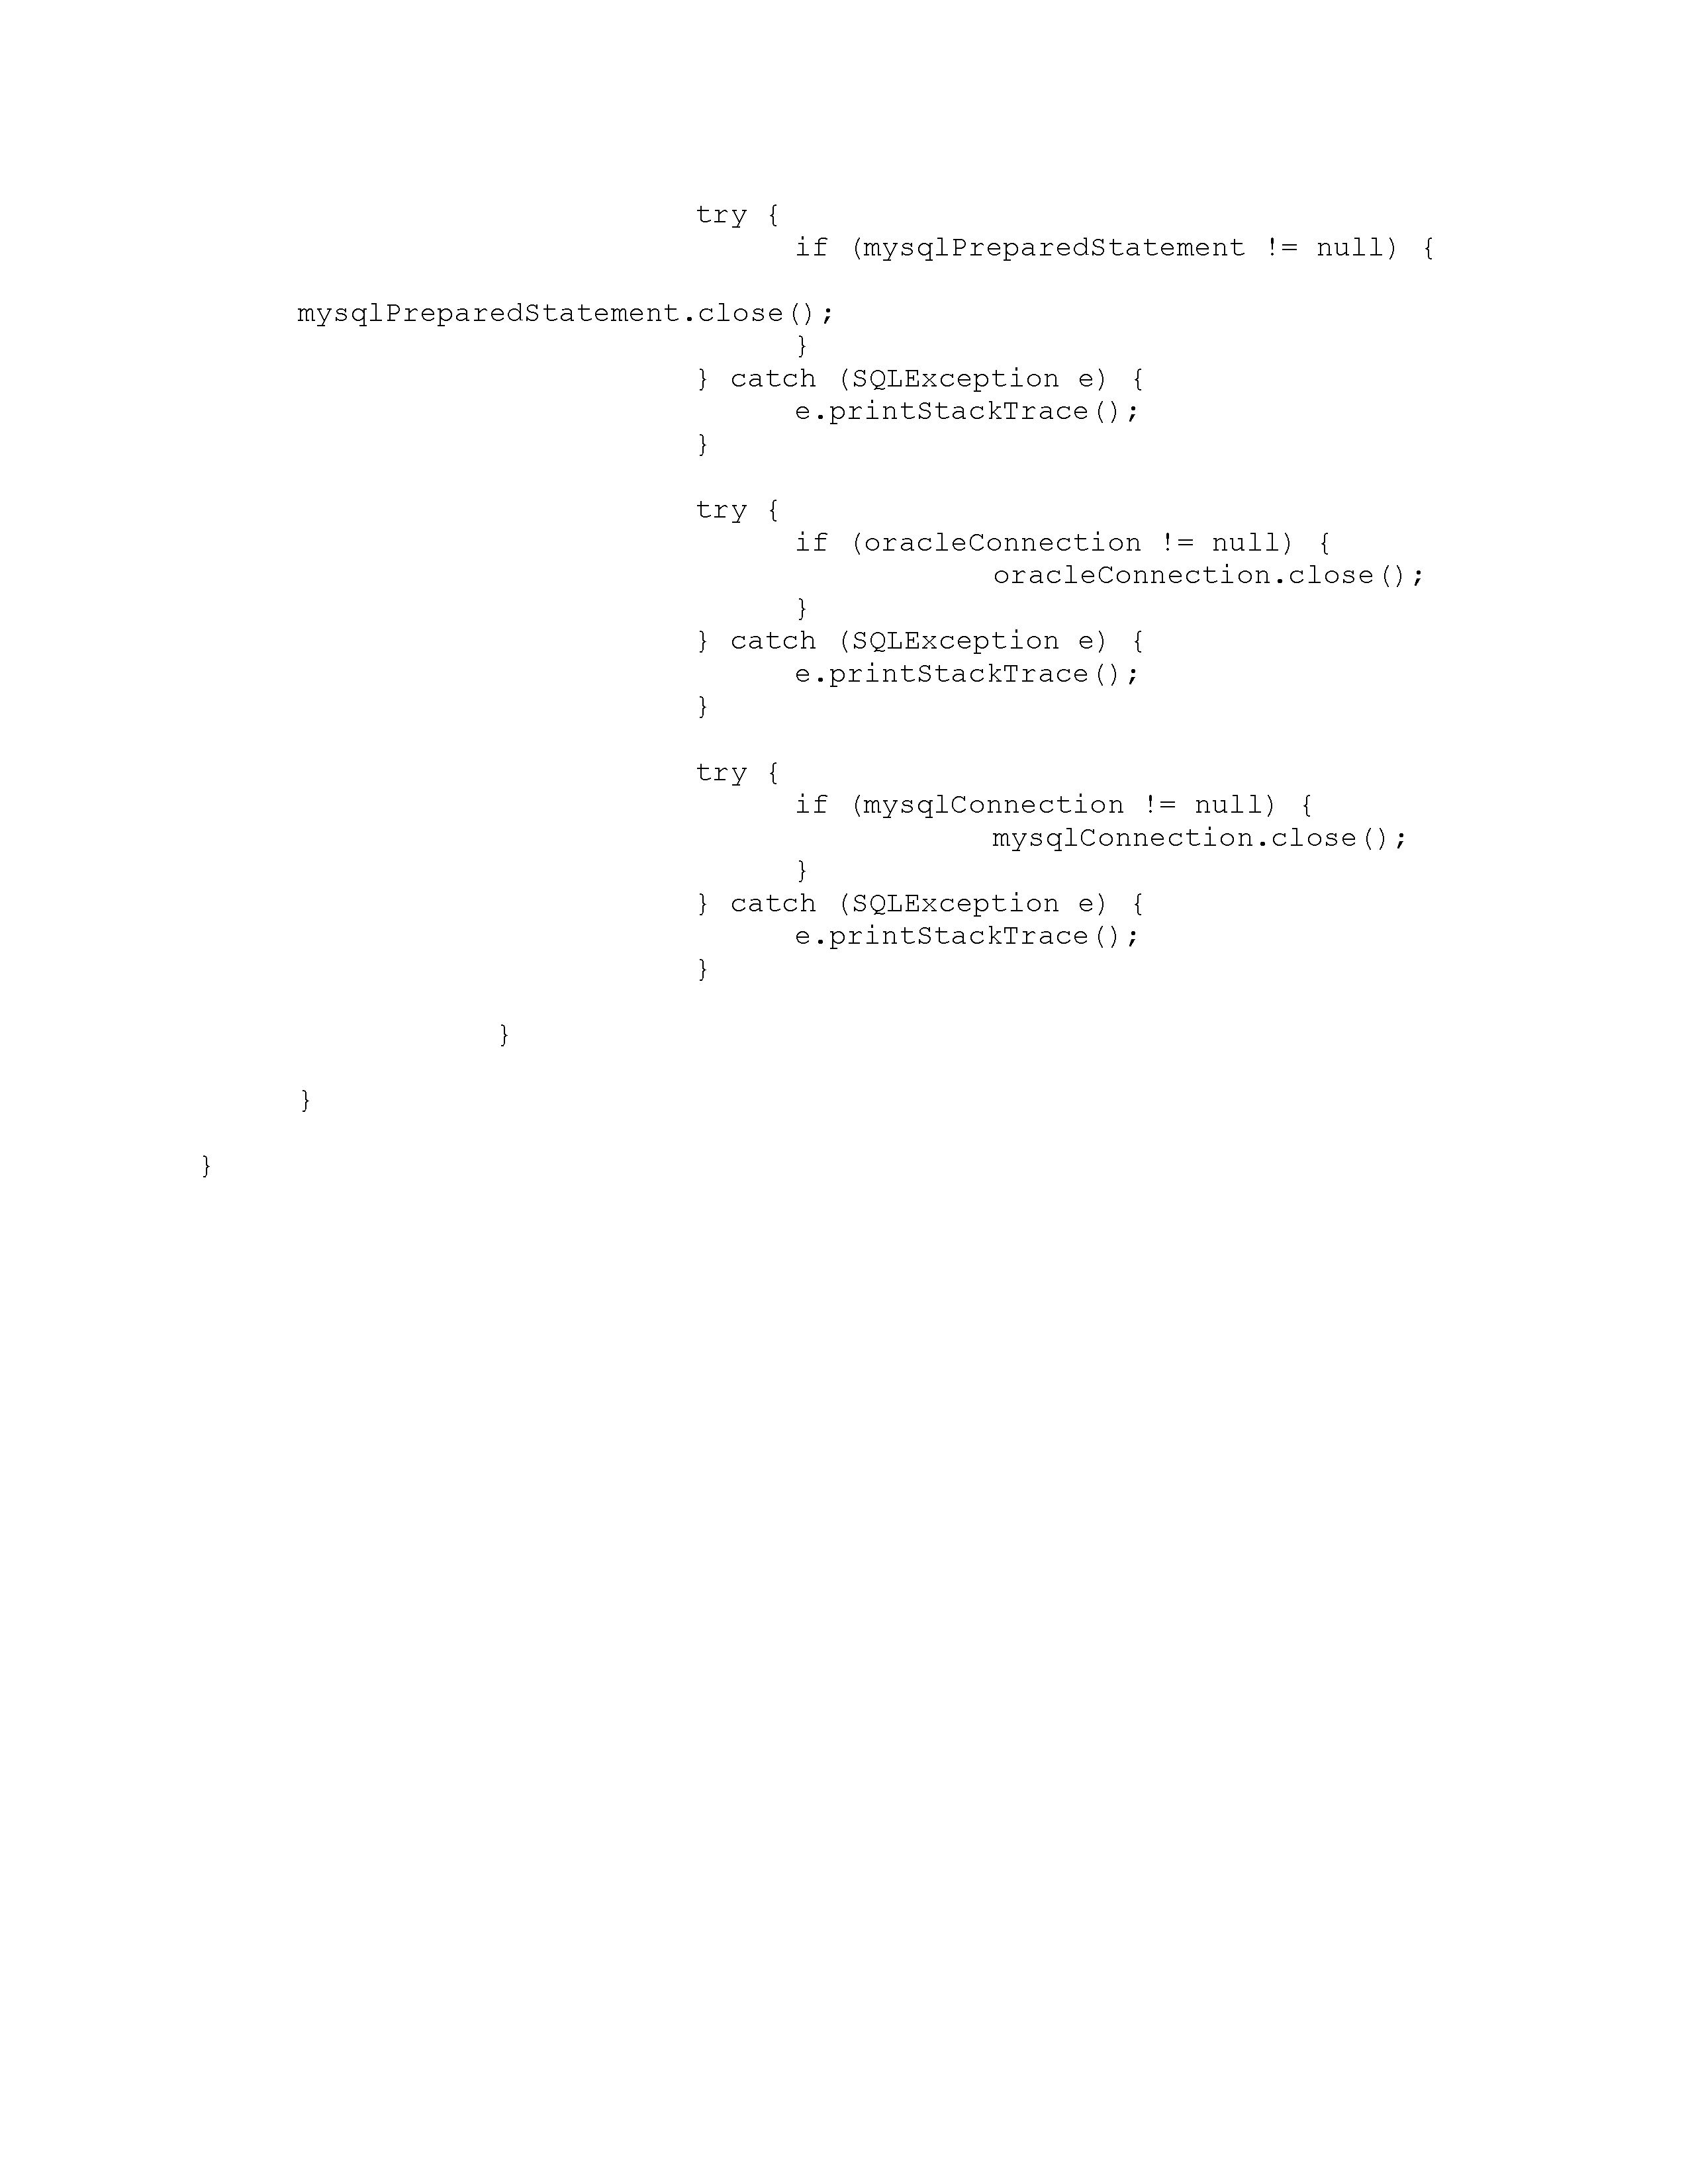 try {
if (mysqlPreparedStatement != null) {
mysqlPreparedStatement.close();
}
} catch (SQLException e) {
e.printStackTrace();
}
try {
if (oracleConnection != null) {
oracleConnection.close();
}
} catch (SQLException e) {
e.printStackTrace();
}
try {
if (mysqlConnection != null) {
mysqlConnection.close();
}
} catch (SQLException e) {
e.printStackTrace();
}
}
}
}